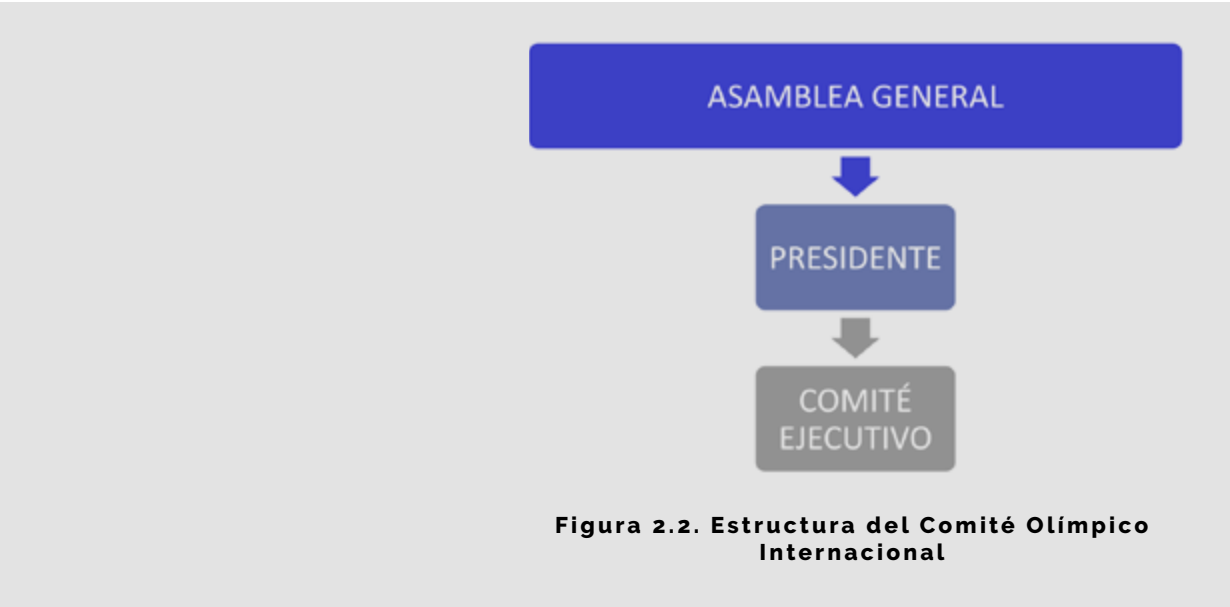 ASAMBLEA GENERAL
PRESIDENTE
COMITÉ
EJECUTIVO
Figura 2.2. Estructura del Comité Olímpico
Internacional